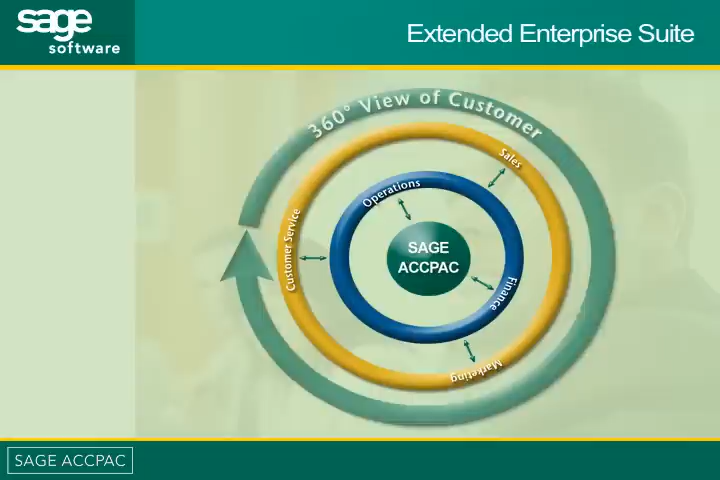 sage
software
Extended Enterprise Suite
360° View of Customer
Sales
Operations
Customer Service
SAGE
ACCPAC
Finance
Marketing
SAGE ACCPAC